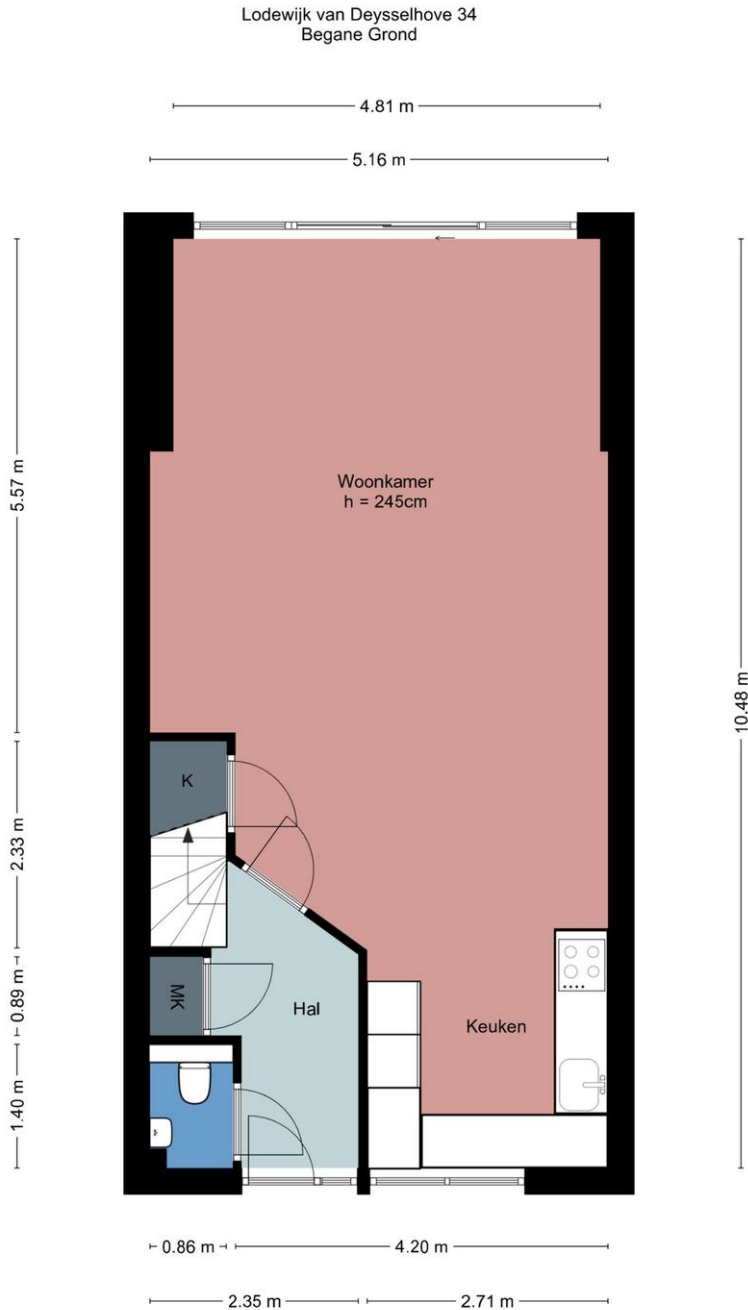 Lodewijk van Deysselhove 34
Begane Grond
4.81 m
5.16 m
5.57 m
Woonkamer
h = 245cm
10.48 m
K
2.33 m
0.89 m
MK
Hal
Keuken
1.40 m
0.86 m
4.20 m
2.35 m
2.71 m